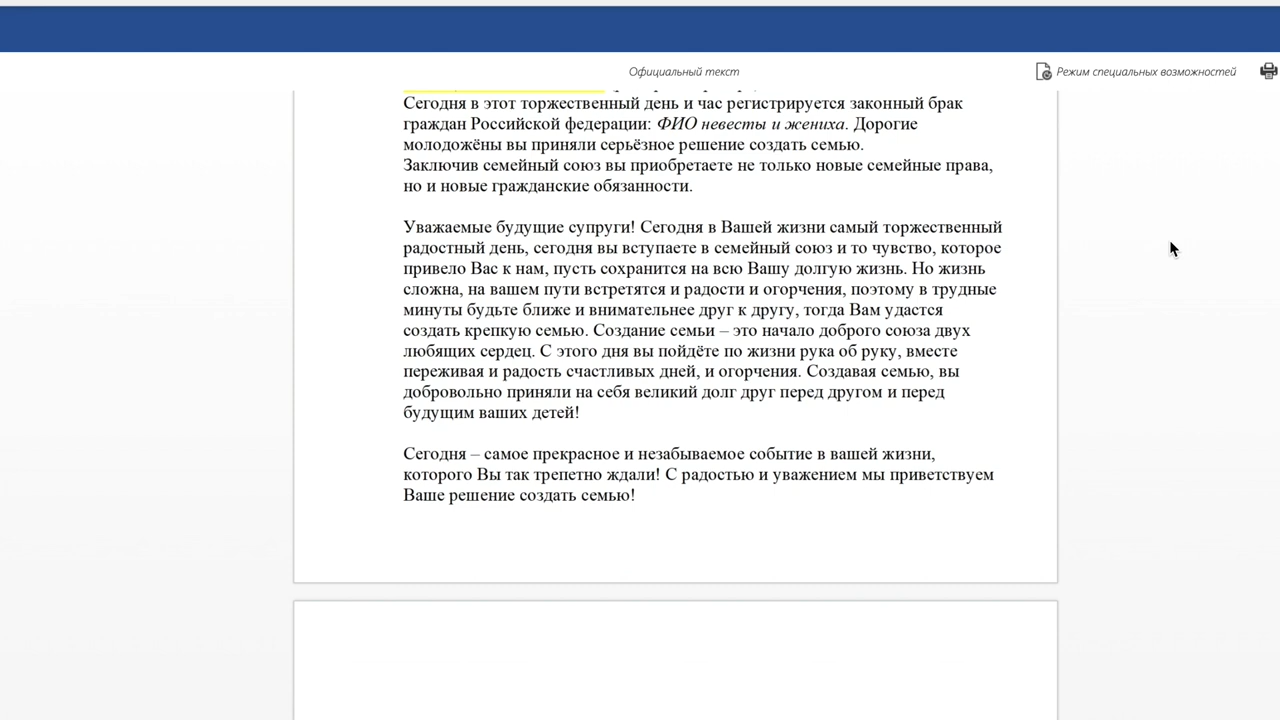 Официальный текст
Режим специальных возможностей
Сегодня в этот торжественный день и час регистрируется законный брак
граждан Российской федерации: ФИО невесты и жениха. Дорогие
молодожёны вы приняли серьёзное решение создать семью.
Заключив семейный союз вы приобретаете не только новые семейные права,
но и новые гражданские обязанности.
Уважаемые будущие супруги! Сегодня в Вашей жизни самый торжественный
радостный день, сегодня вы вступаете в семейный союз и то чувство, которое
привело Вас к нам, пусть сохранится на всю Вашу долгую жизнь. Но жизнь
сложна, на вашем пути встретятся и радости и огорчения, поэтому в трудные
минуты будьте ближе и внимательнее друг к другу, тогда Вам удастся
создать крепкую семью. Создание семьи – это начало доброго союза двух
любящих сердец. С этого дня вы пойдёте по жизни рука об руку, вместе
переживая и радость счастливых дней, и огорчения. Создавая семью, вы
добровольно приняли на себя великий долг друг перед другом и перед
будущим ваших детей!
Сегодня – самое прекрасное и незабываемое событие в вашей жизни,
которого Вы так трепетно ждали! С радостью и уважением мы приветствуем
Ваше решение создать семью!